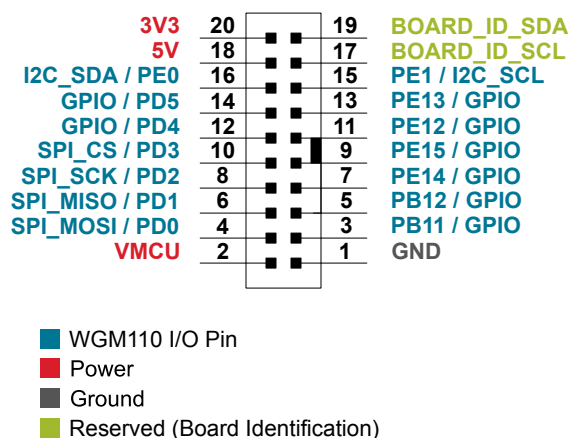 3V3 20 19 BOARD_ID_SDA
5V 18 17 BOARD_ID_SCL
I2C_SDA / PE0 16 15 PE1 / I2C_SCL
GPIO / PD5 14 13 PE13 / GPIO
GPIO / PD4 12 11 PE12 / GPIO
SPI_CS / PD3 10 9 PE15 / GPIO
SPI_SCK / PD2 8 7 PE14 / GPIO
SPI_MISO / PD1 6 5 PB12 / GPIO
SPI_MOSI / PD0 4 3 PB11 / GPIO
VMCU 2 1 GND
WGM110 I/O Pin
Power
Ground
Reserved (Board Identification)